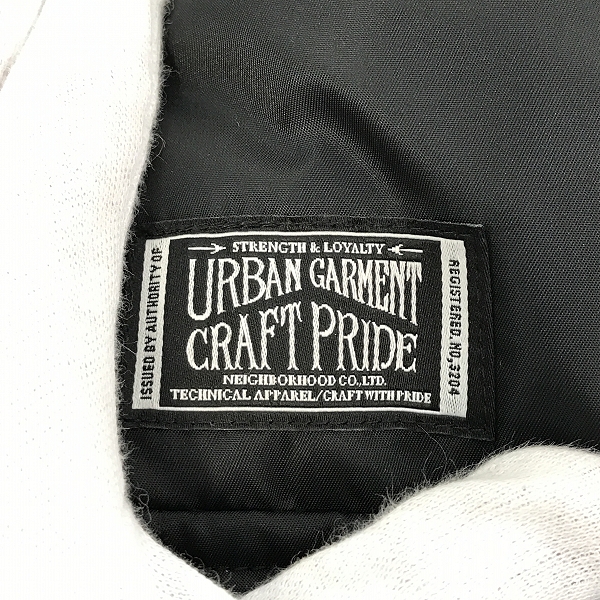 STRENGTH & LOYALTY
URBAN GARMENT
CRAFT PRIDE
NEIGHBORHOOD CO., LTD.
TECHNICAL APPAREL/CRAFT WITH PRIDE
ISSUED BY AUTHORITY OF
REGISTERED. NO, 3204